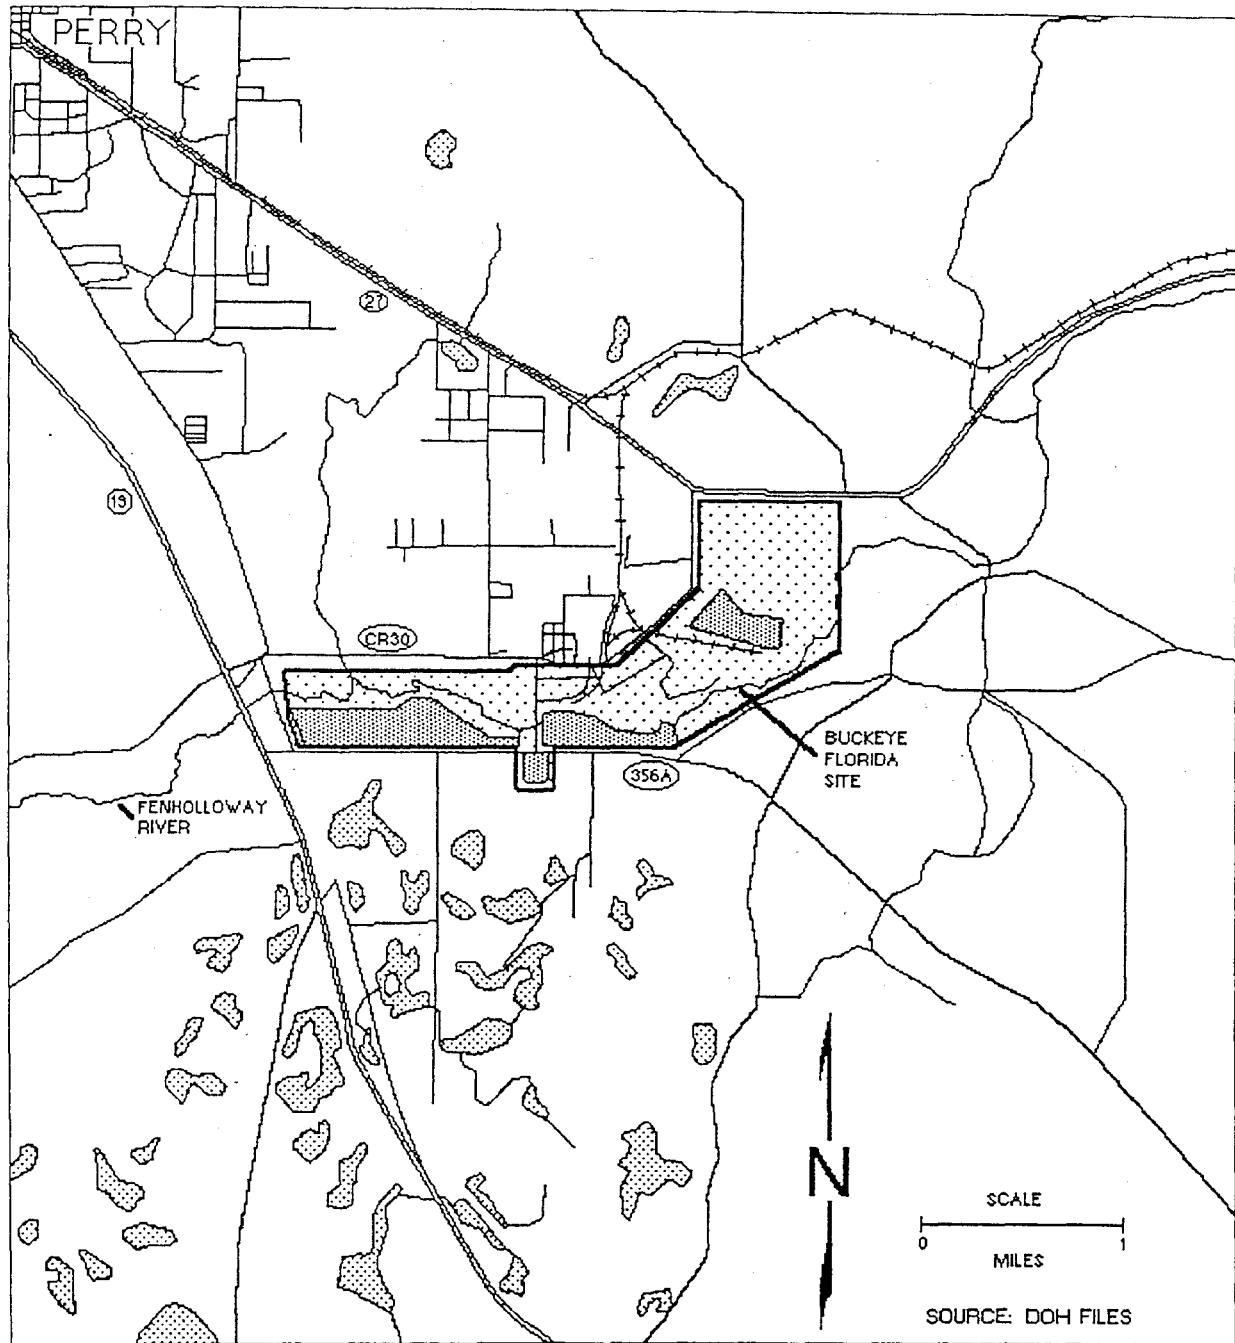 PERRY
27
19
CR30
BUCKEYE
FLORIDA
SITE
356A
FENHOLLOWAY
RIVER
N
SCALE
0 1
MILES
SOURCE: DOH FILES